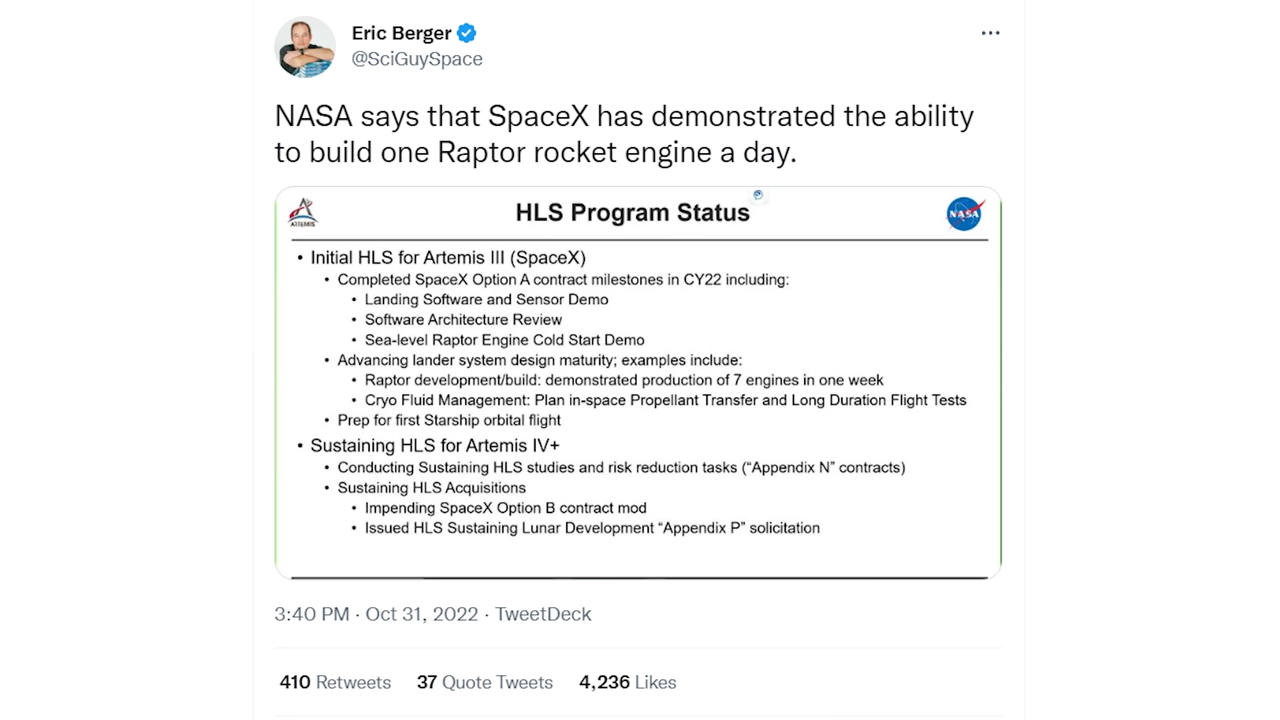 Eric Berger
@SciGuySpace
NASA says that SpaceX has demonstrated the ability
to build one Raptor rocket engine a day.
ARTEMIS
HLS Program Status
NASA
• Initial HLS for Artemis III (SpaceX)
• Completed SpaceX Option A contract milestones in CY22 including:
• Landing Software and Sensor Demo
• Software Architecture Review
• Sea-level Raptor Engine Cold Start Demo
• Advancing lander system design maturity; examples include:
• Raptor development/build: demonstrated production of 7 engines in one week
• Cryo Fluid Management: Plan in-space Propellant Transfer and Long Duration Flight Tests
• Prep for first Starship orbital flight
• Sustaining HLS for Artemis IV+
• Conducting Sustaining HLS studies and risk reduction tasks (“Appendix N” contracts)
• Sustaining HLS Acquisitions
• Impending SpaceX Option B contract mod
• Issued HLS Sustaining Lunar Development “Appendix P” solicitation
3:40 PM · Oct 31, 2022 · TweetDeck
410 Retweets 37 Quote Tweets 4,236 Likes